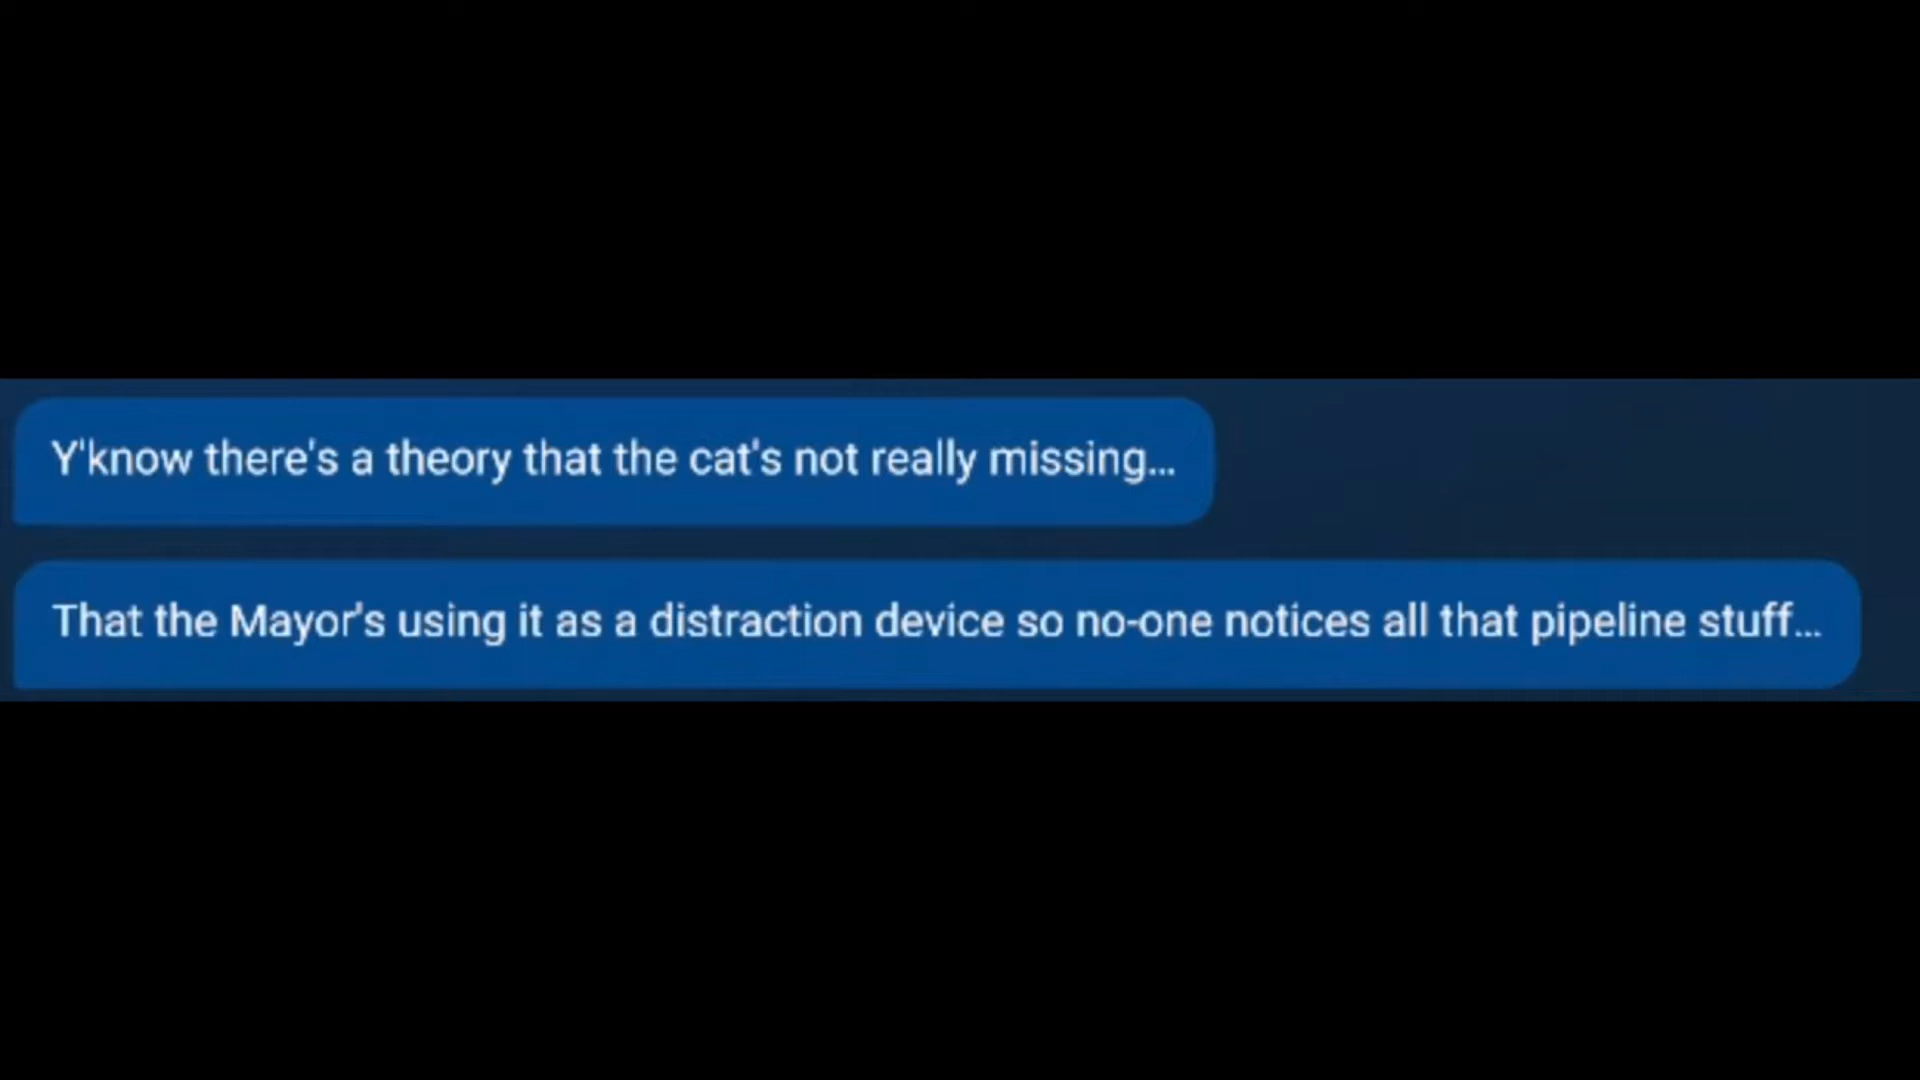 Y'know there's a theory that the cat's not really missing...
That the Mayor's using it as a distraction device so no-one notices all that pipeline stuff...